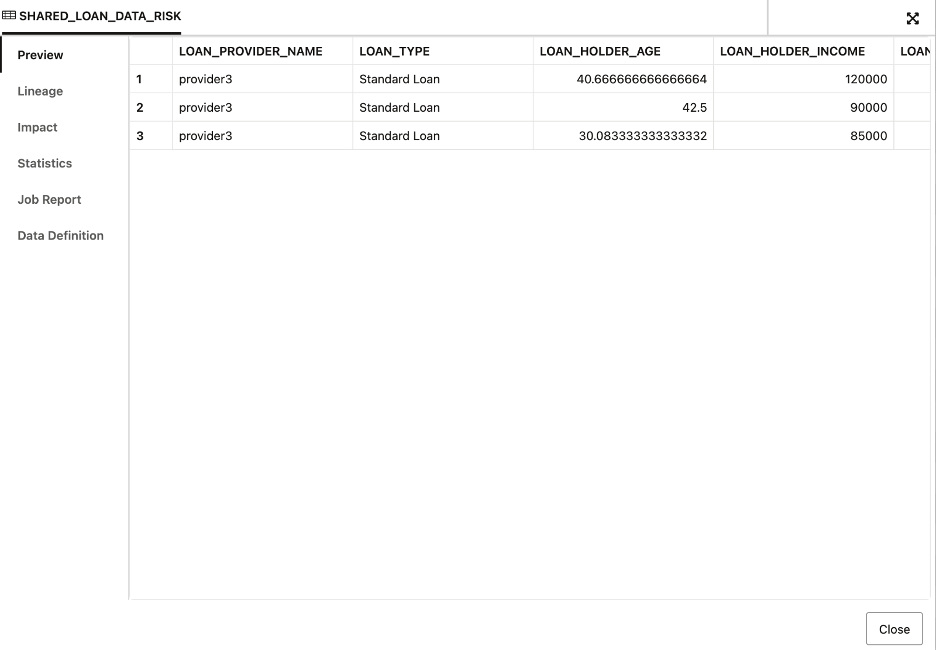 SHARED_LOAN_DATA_RISK
Preview
Lineage
Impact
Statistics
Job Report
Data Definition
LOAN_PROVIDER_NAME LOAN_TYPE LOAN_HOLDER_AGE LOAN_HOLDER_INCOME LOAN
1 provider3 Standard Loan 40.666666666666664 120000
2 provider3 Standard Loan 42.5 90000
3 provider3 Standard Loan 30.083333333333332 85000
Close